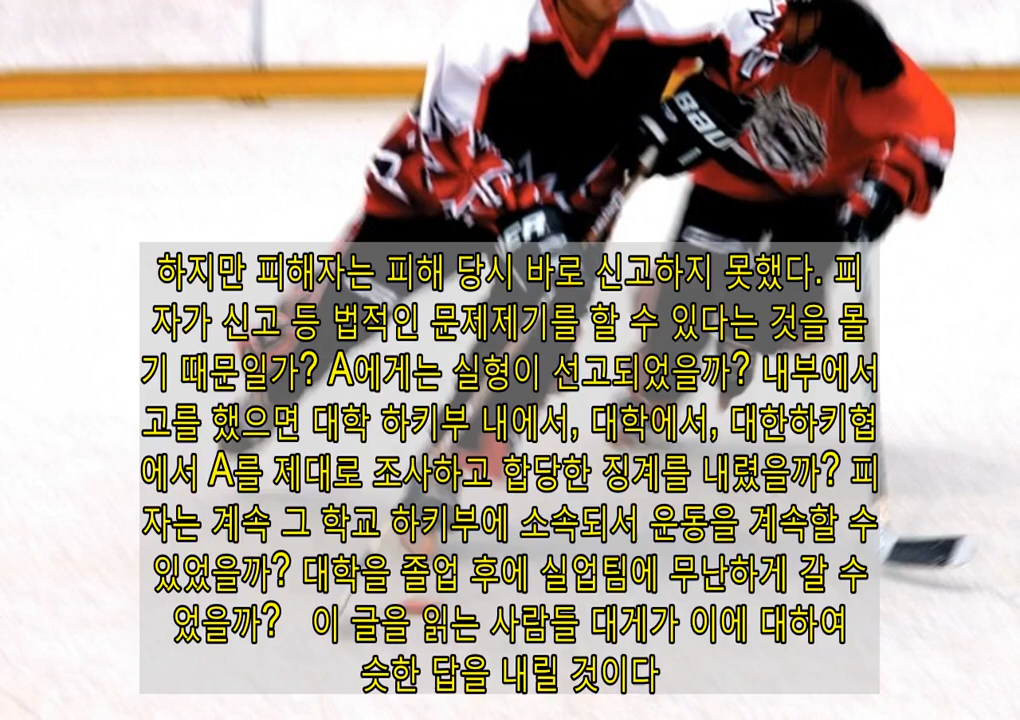 BAU
ER
하지만 피해자는 피해 당시 바로 신고하지 못했다. 피
자가 신고 등 법적인 문제제기를 할 수 있다는 것을 몰
기 때문일가? A에게는 실형이 선고되었을까? 내부에서
고를 했으면 대학 하키부 내에서, 대학에서, 대한하키협
에서 A를 제대로 조사하고 합당한 징계를 내렸을까? 피
자는 계속 그 학교 하키부에 소속되서 운동을 계속할 수
있었을까? 대학을 졸업 후에 실업팀에 무난하게 갈 수
었을까? 이 글을 읽는 사람들 대게가 이에 대하여
슷한 답을 내릴 것이다